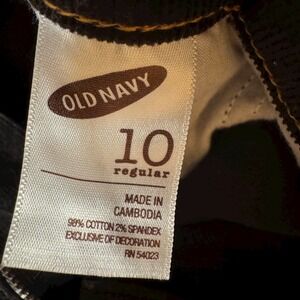 OLD NAVY
10
regular
MADE IN
CAMBODIA
98% COTTON 2% SPANDEX
EXCLUSIVE OF DECORATION
RN 54023